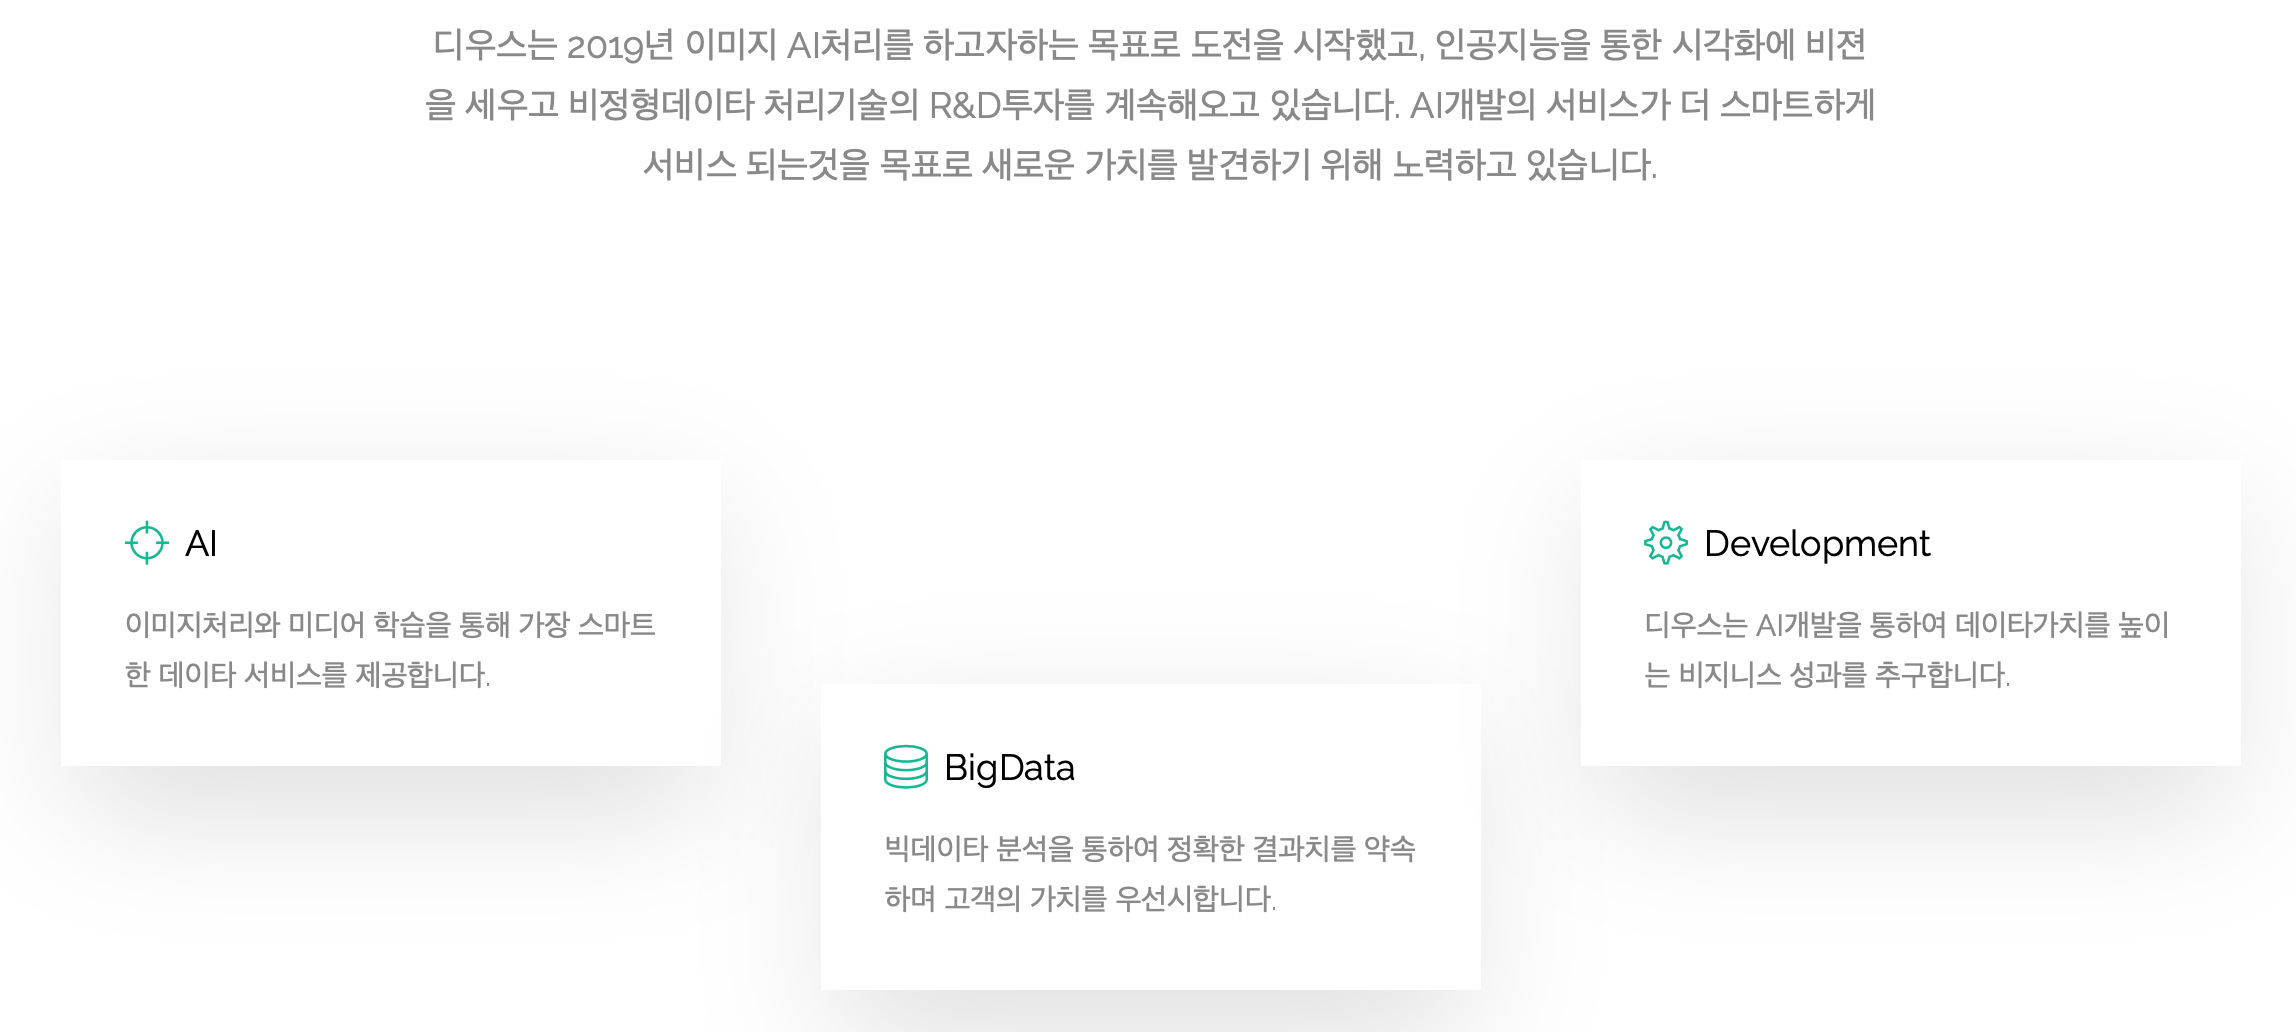 디우스는 2019년 이미지 AI처리를 하고자하는 목표로 도전을 시작했고, 인공지능을 통한 시각화에 비젼
을 세우고 비정형데이타 처리기술의 R&D투자를 계속해오고 있습니다. AI개발의 서비스가 더 스마트하게
서비스 되는것을 목표로 새로운 가치를 발견하기 위해 노력하고 있습니다.
AI
이미지처리와 미디어 학습을 통해 가장 스마트
한 데이타 서비스를 제공합니다.
BigData
빅데이타 분석을 통하여 정확한 결과치를 약속
하며 고객의 가치를 우선시합니다.
Development
디우스는 AI개발을 통하여 데이타가치를 높이
는 비지니스 성과를 추구합니다.